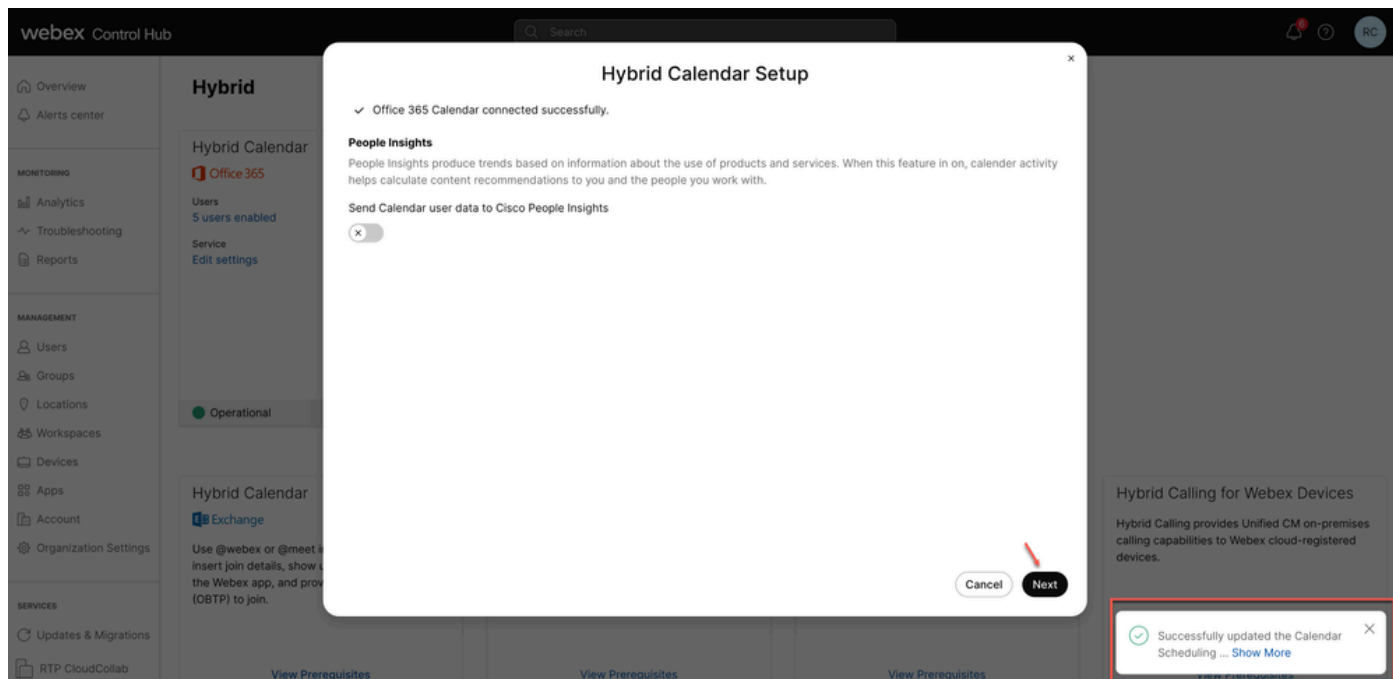 webex Control Hub
Search
6
RC
Overview
Alerts center
MONITORING
Analytics
Troubleshooting
Reports
MANAGEMENT
Users
Groups
Locations
Workspaces
Devices
Apps
Account
Organization Settings
SERVICES
Updates & Migrations
RTP CloudCollab
Hybrid
Hybrid Calendar
Office 365
Users
5 users enabled
Service
Edit settings
Operational
Hybrid Calendar
Exchange
Use @webex or @meet
insert join details, show
the Webex app, and
(OBTP) to join.
View Prerequisites
View Prerequisites
View Prerequisites
Hybrid Calendar Setup
Office 365 Calendar connected successfully.
People Insights
People Insights produce trends based on information about the use of products and services. When this feature in on, calender activity
helps calculate content recommendations to you and the people you work with.
Send Calendar user data to Cisco People Insights
Cancel
Next
Hybrid Calling for Webex Devices
Hybrid Calling provides Unified CM on-premises
calling capabilities to Webex cloud-registered
devices.
Successfully updated the Calendar
Scheduling ... Show More
View Prerequisites